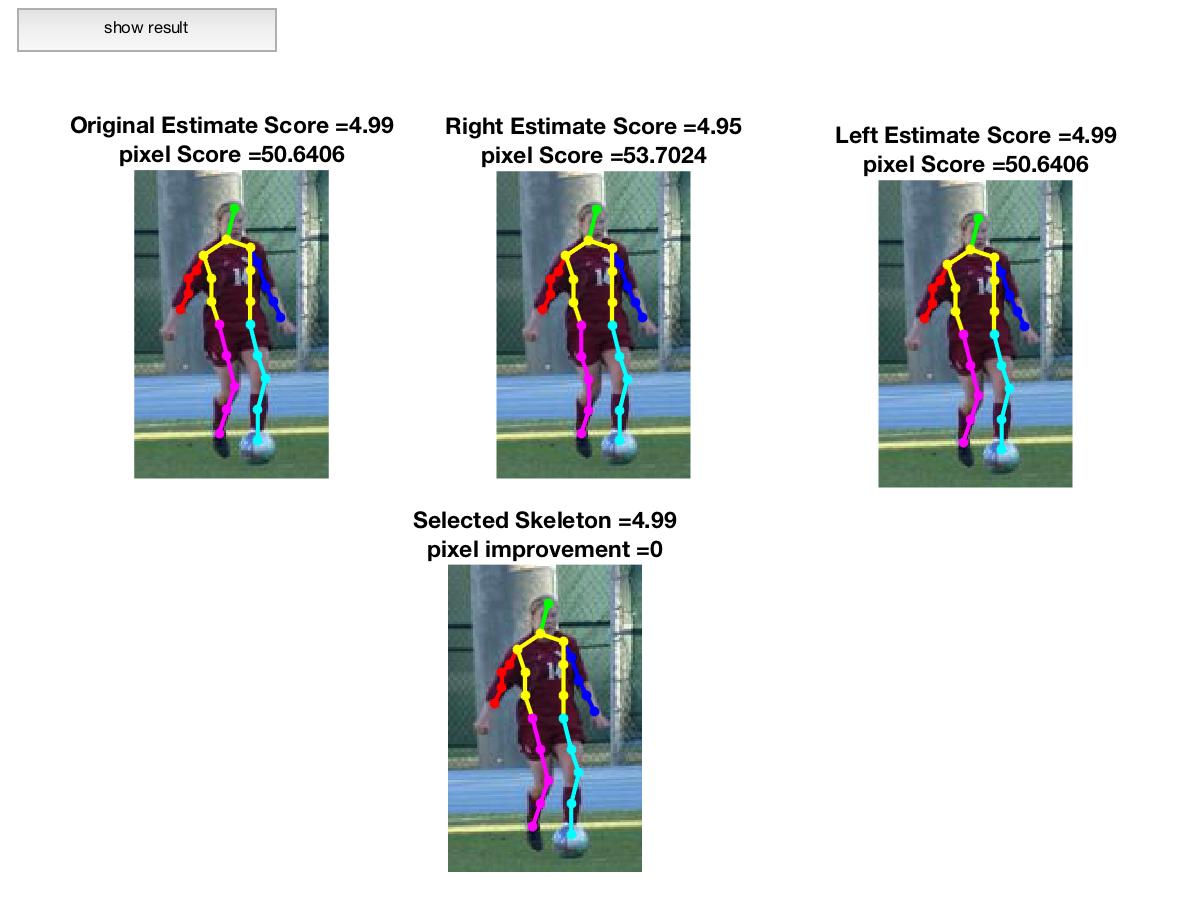 show result
Original Estimate Score =4.99
pixel Score =50.6406
Right Estimate Score =4.95
pixel Score =53.7024
Left Estimate Score =4.99
pixel Score =50.6406
Selected Skeleton =4.99
pixel improvement =0